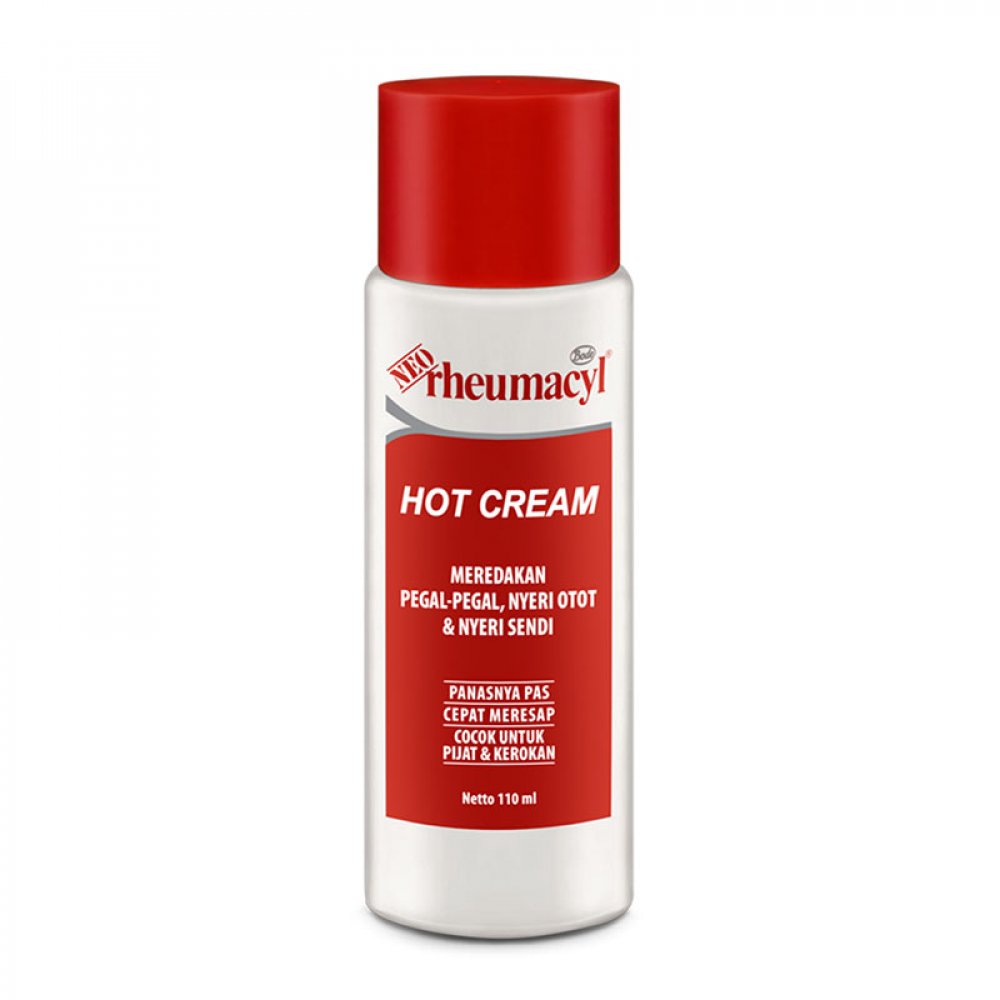 Bode
NEO rheumacyl®
HOT CREAM
MEREDAKAN
PEGAL-PEGAL, NYERI OTOT
& NYERI SENDI
PANASNYA PAS
CEPAT MERESAP
COCOK UNTUK
PIJAT & KEROKAN
Netto 110 ml